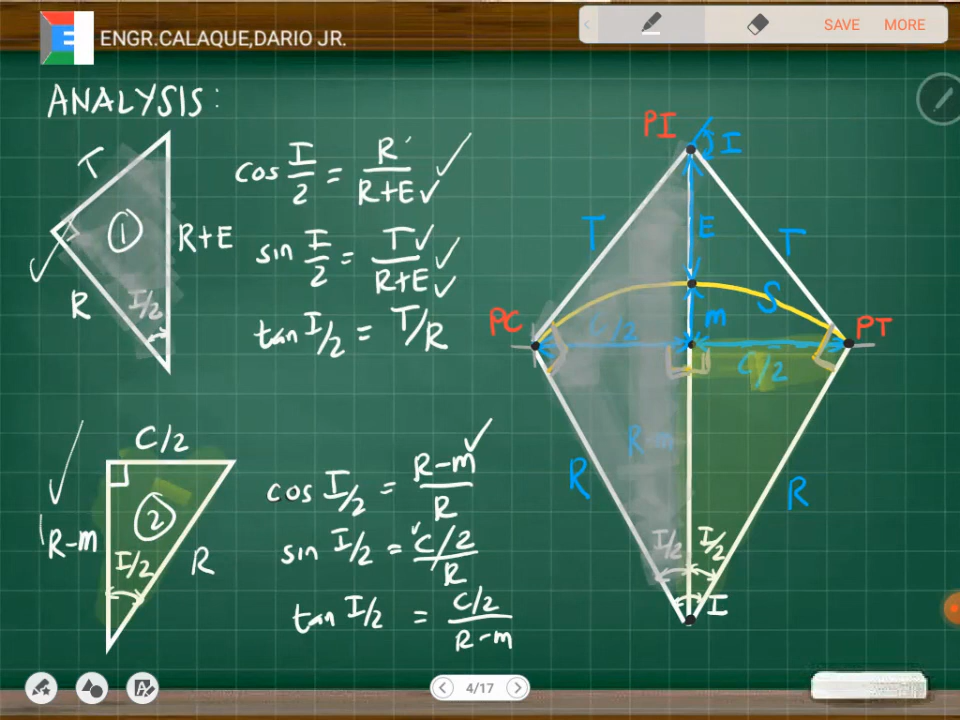 E
ENGR.CALAQUE,DARIO JR.
SAVE
MORE
ANALYSIS:
T
1
R+E
R
I/2
cos I/2 = R/R+E
sin I/2 = T/R+E
tan I/2 = T/R
C/2
R-m
2
I/2
R
cos I/2 = R-m/R
sin I/2 = C/2/R
tan I/2 = C/2/R-m
PI
I
T
E
T
PC
C/2
m
S
PT
C/2
R
R-m
R
I/2
I/2
I
4/17